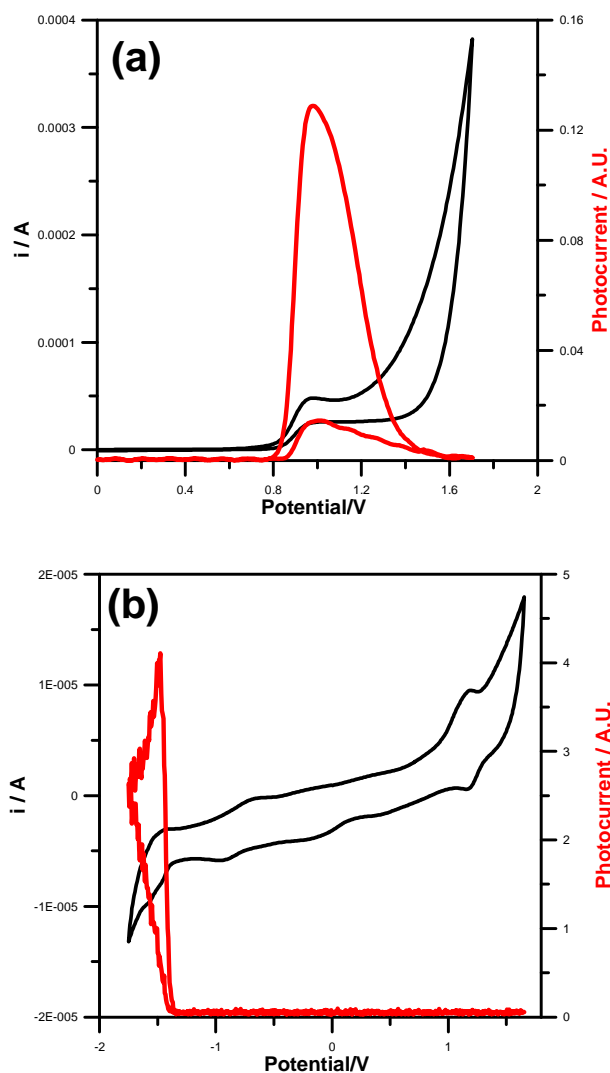 (a)
0.0004
0.0003
0.0002
0.0001
0
i / A
0.16
0.12
0.08
0.04
0
Photocurrent / A.U.
0 0.4 0.8 1.2 1.6 2
Potential/V
(b)
2E-005
1E-005
0
-1E-005
-2E-005
i / A
5
4
3
2
1
0
Photocurrent / A.U.
-2 -1 0 1
Potential/V